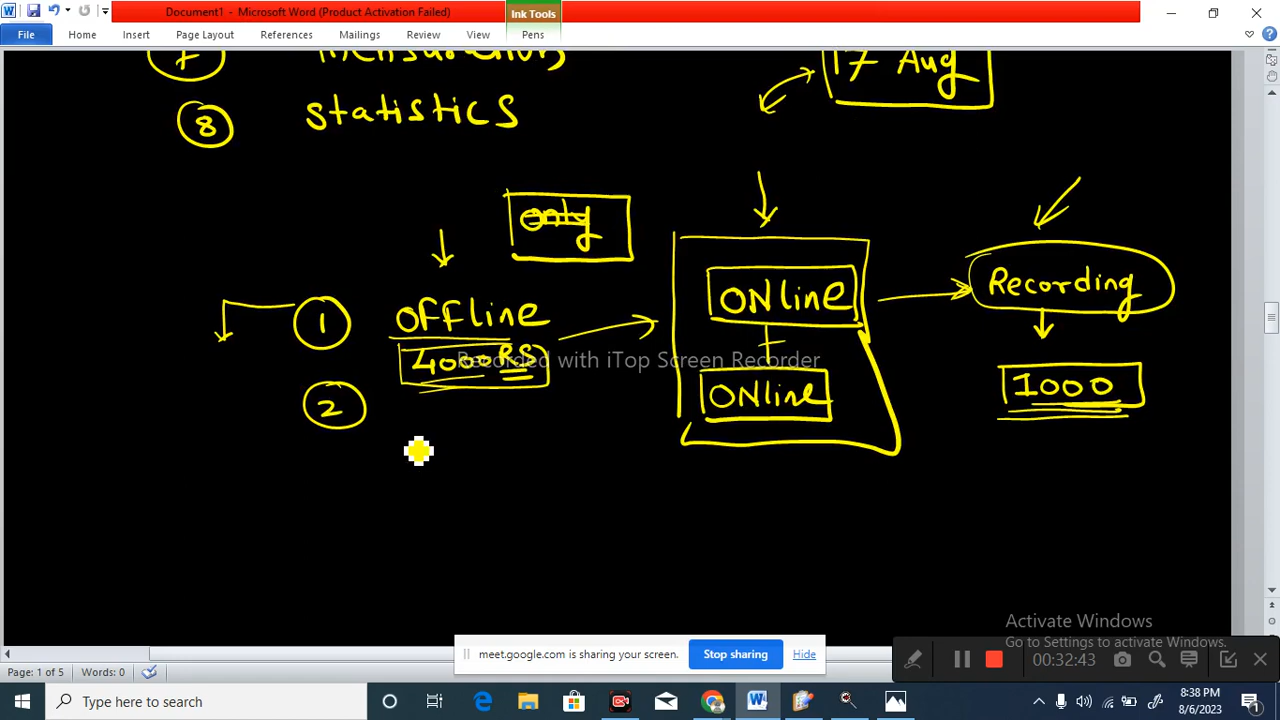 Document1 - Microsoft Word (Product Activation Failed)
Ink Tools
File Home Insert Page Layout References Mailings Review View Pens
7
17 Aug
8 statistics
only
1 offline
4000 RS
ONline
+
ONline
Recording
1000
2
Recorded with iTop Screen Recorder
Activate Windows
Go to Settings to activate Windows.
meet.google.com is sharing your screen. Stop sharing Hide
00:32:43
Page: 1 of 5 Words: 0
Type here to search
8:38 PM
8/6/2023